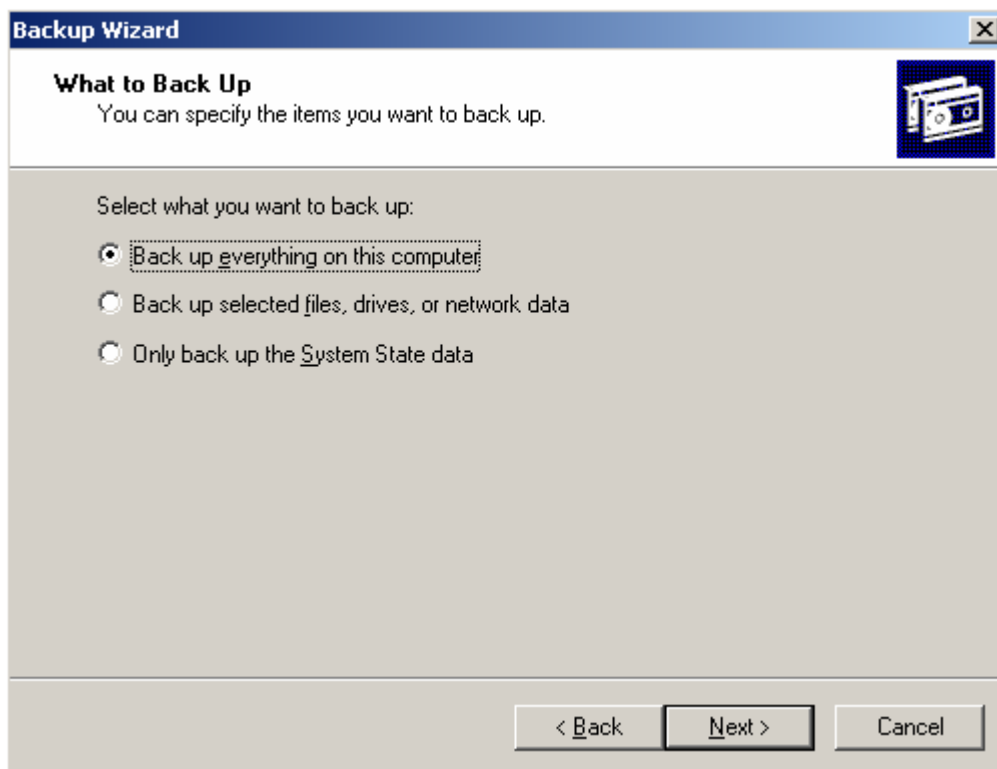 Backup Wizard
What to Back Up
You can specify the items you want to back up.
Select what you want to back up:
Back up everything on this computer
Back up selected files, drives, or network data
Only back up the System State data
< Back
Next >
Cancel